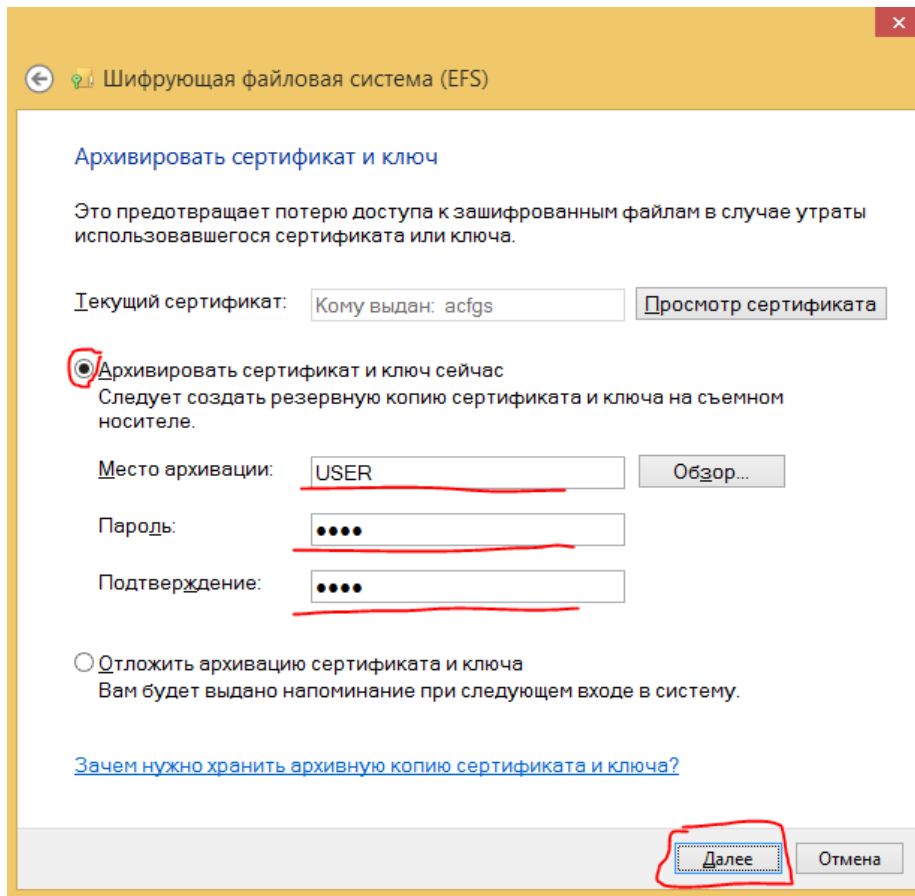 Шифрующая файловая система (EFS)
Архивировать сертификат и ключ
Это предотвращает потерю доступа к зашифрованным файлам в случае утраты
использовавшегося сертификата или ключа.
Текущий сертификат: Кому выдан: acfgs Просмотр сертификата
Архивировать сертификат и ключ сейчас
Следует создать резервную копию сертификата и ключа на съемном
носителе.
Место архивации: USER Обзор...
Пароль: ●●●●
Подтверждение: ●●●●
Отложить архивацию сертификата и ключа
Вам будет выдано напоминание при следующем входе в систему.
Зачем нужно хранить архивную копию сертификата и ключа?
Далее Отмена